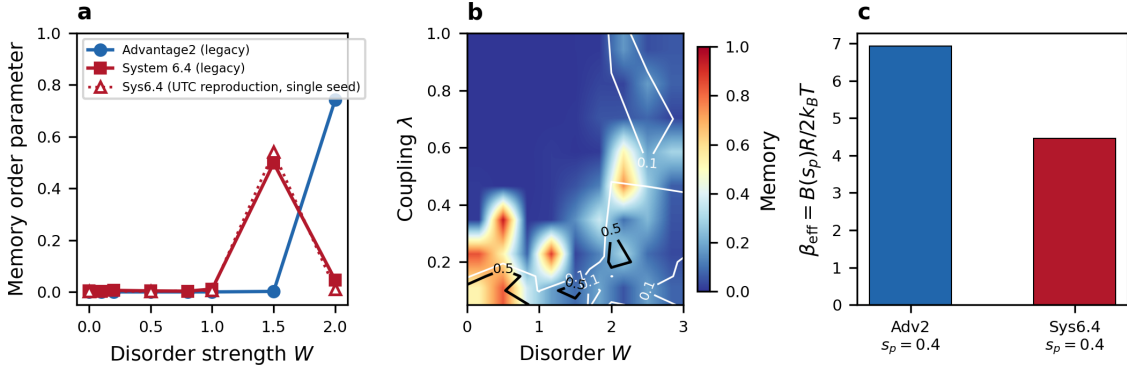 a
1.0
0.8
0.6
0.4
0.2
0.0
Memory order parameter
Advantage2 (legacy)
System 6.4 (legacy)
Sys6.4 (UTC reproduction, single seed)
0.0
0.5
1.0
1.5
2.0
Disorder strength W
b
1.0
0.8
0.6
0.4
0.2
Coupling λ
0.1
0.5
0.5
0.5
0.1
0.1
0.1
0
1
2
3
Disorder W
1.0
0.8
0.6
0.4
0.2
0.0
Memory
c
7
6
5
4
3
2
1
0
β_eff = B(s_p)R/2k_BT
Adv2
s_p = 0.4
Sys6.4
s_p = 0.4